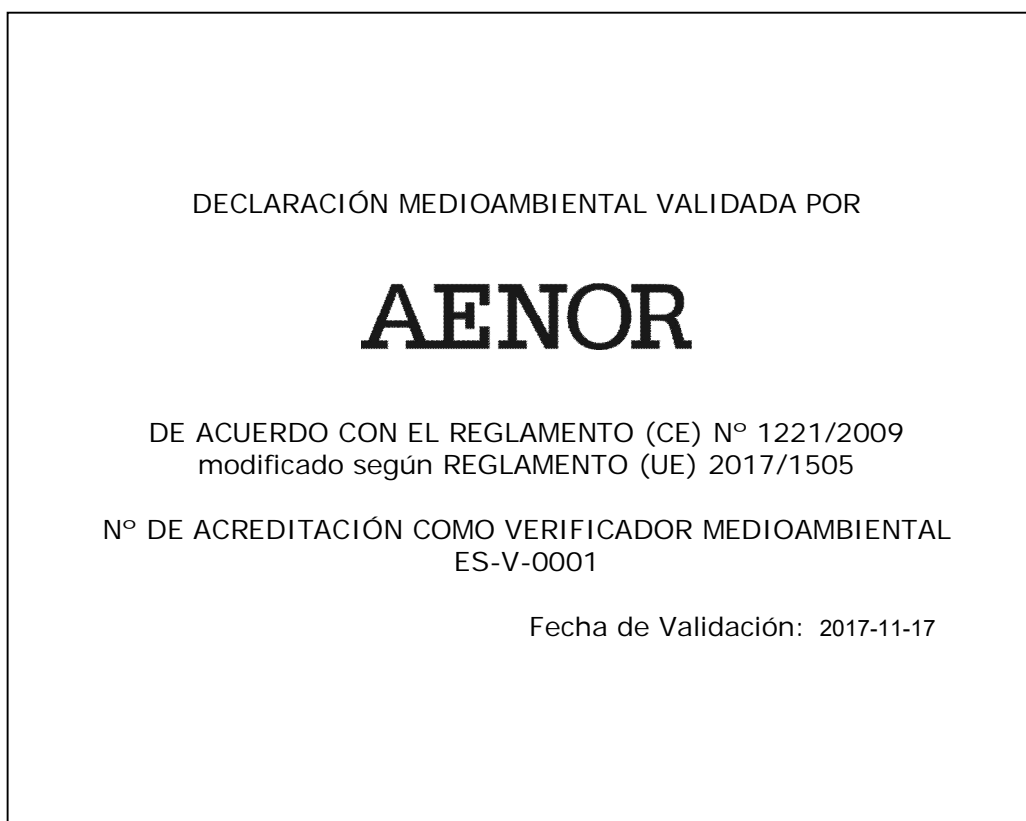 DECLARACIÓN MEDIOAMBIENTAL VALIDADA POR
AENOR
DE ACUERDO CON EL REGLAMENTO (CE) Nº 1221/2009
modificado según REGLAMENTO (UE) 2017/1505
Nº DE ACREDITACIÓN COMO VERIFICADOR MEDIOAMBIENTAL
ES-V-0001
Fecha de Validación: 2017-11-17